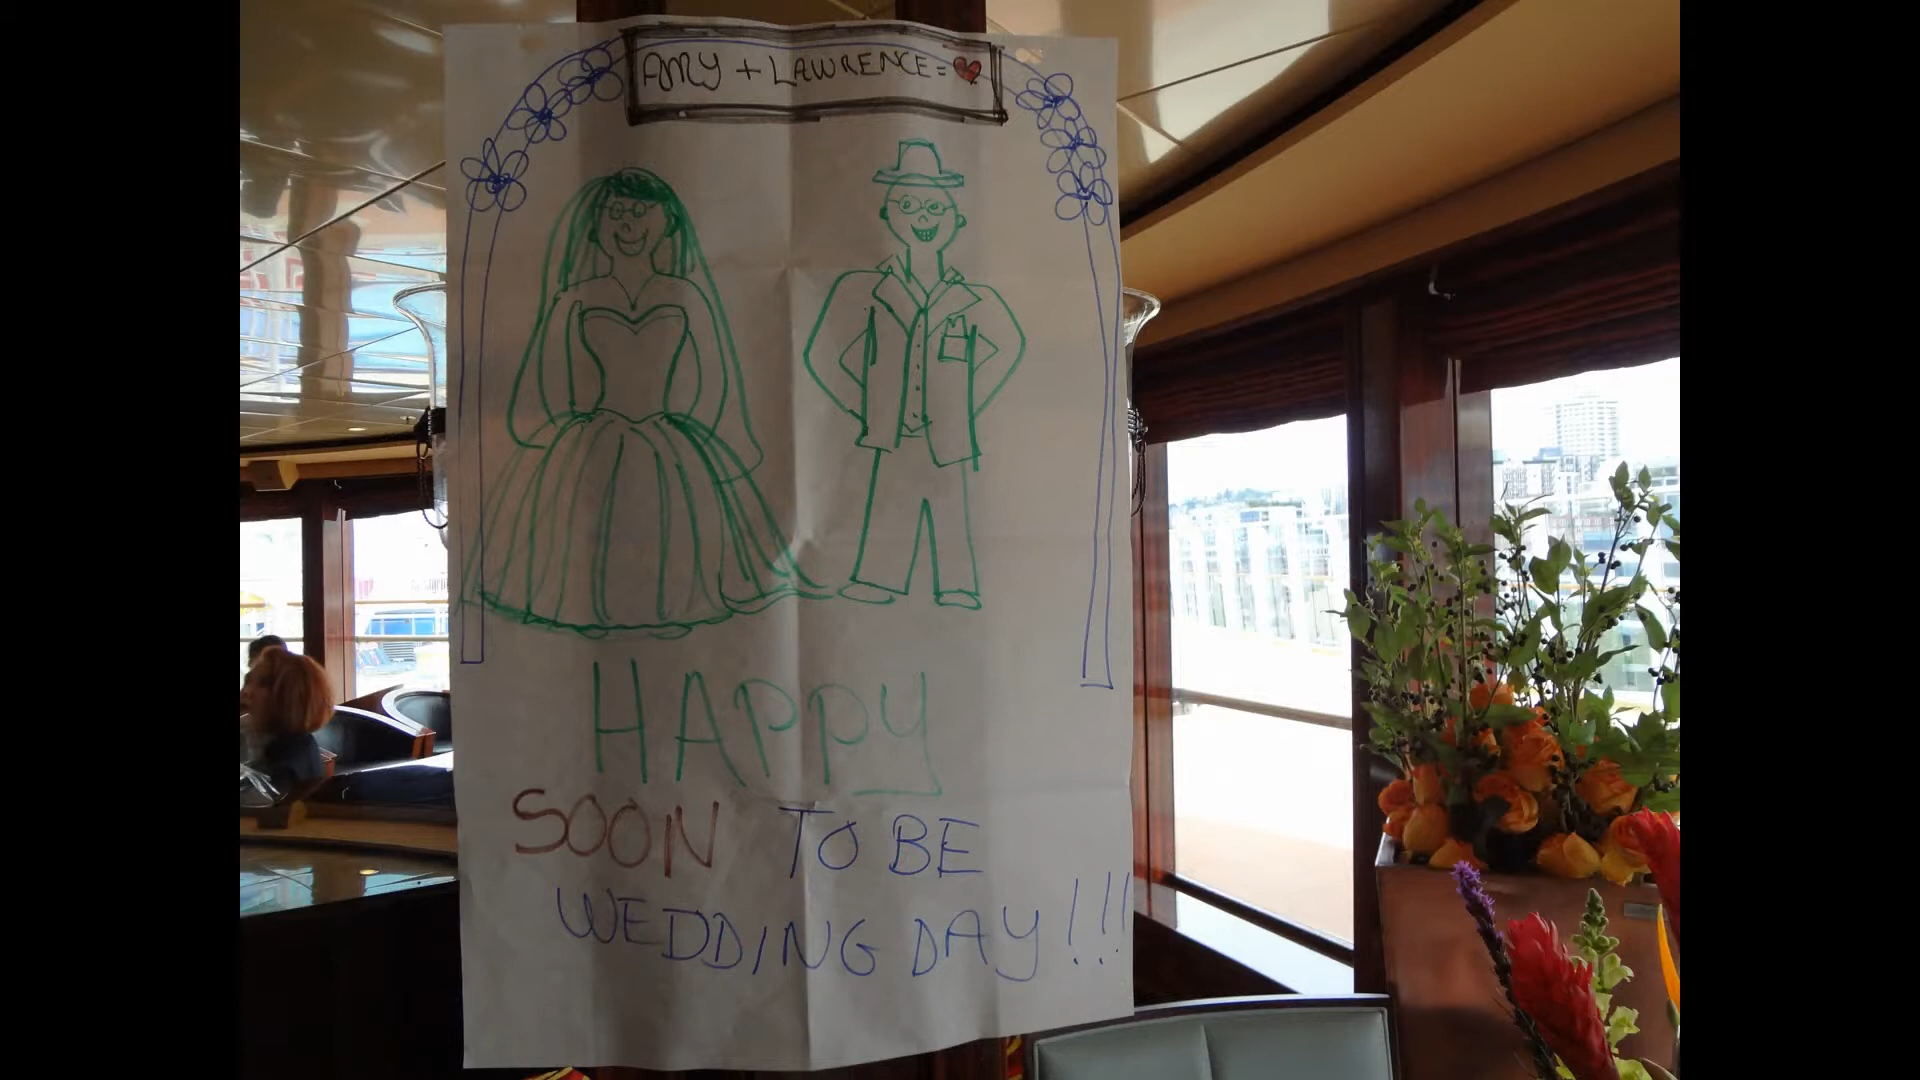 AMY + LAWRENCE = ❤
HAPPY
SOON TO BE
WEDDING DAY!!!